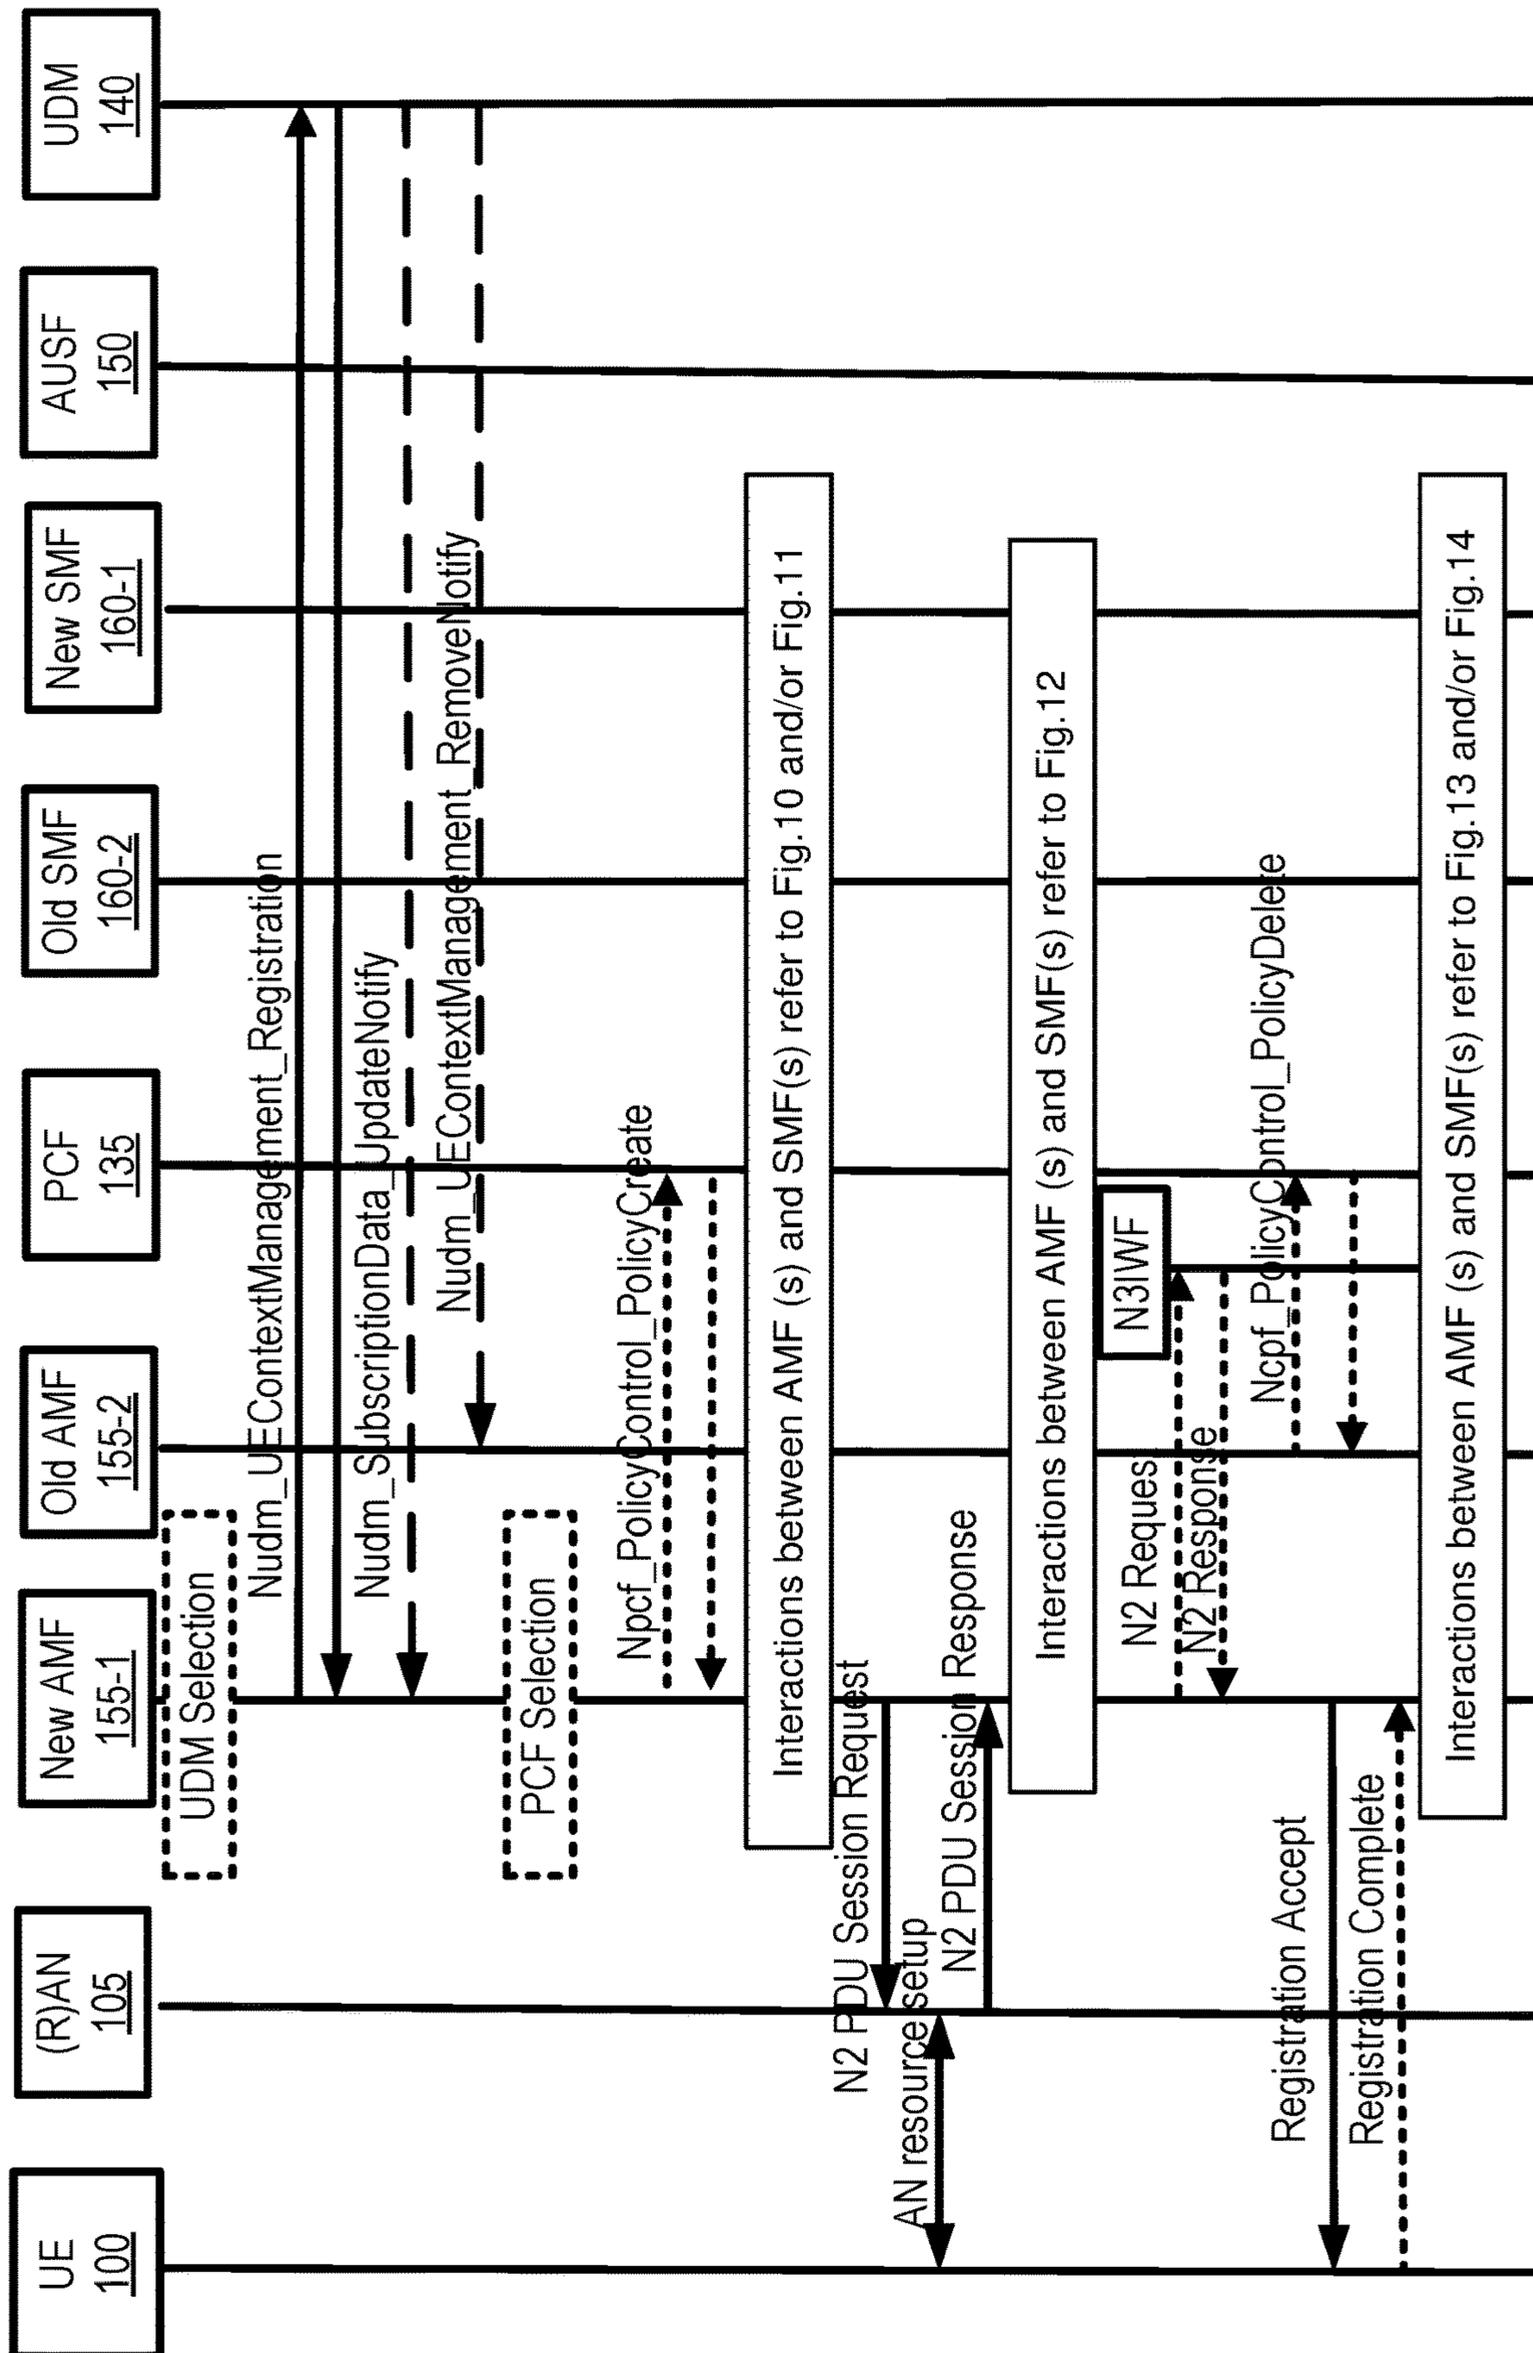 UE
100
(R)AN
105
New AMF
155-1
Old AMF
155-2
PCF
135
Old SMF
160-2
New SMF
160-1
AUSF
150
UDM
140
UDM Selection
Nudm_UEContextManagement_Registration
Nudm_SubscriptionData_UpdateNotify
Nudm_UEContextManagement_RemoveNotify
PCF Selection
Npcf_PolicyControl_PolicyCreate
Interactions between AMF (s) and SMF(s) refer to Fig.10 and/or Fig.11
N2 PDU Session Request
AN resource setup
N2 PDU Session Response
Interactions between AMF (s) and SMF(s) refer to Fig.12
N3IWF
N2 Request
N2 Response
Ncpf_PolicyControl_PolicyDelete
Registration Accept
Registration Complete
Interactions between AMF (s) and SMF(s) refer to Fig.13 and/or Fig.14